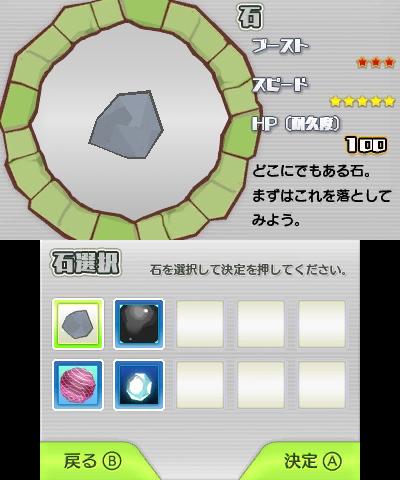 石
ブースト
★★★
スピード
★★★★★
HP（耐久度）
100
どこにでもある石。
まずはこれを落として
みよう。
石選択
石を選択して決定を押してください。
戻る Ⓑ
決定 Ⓐ